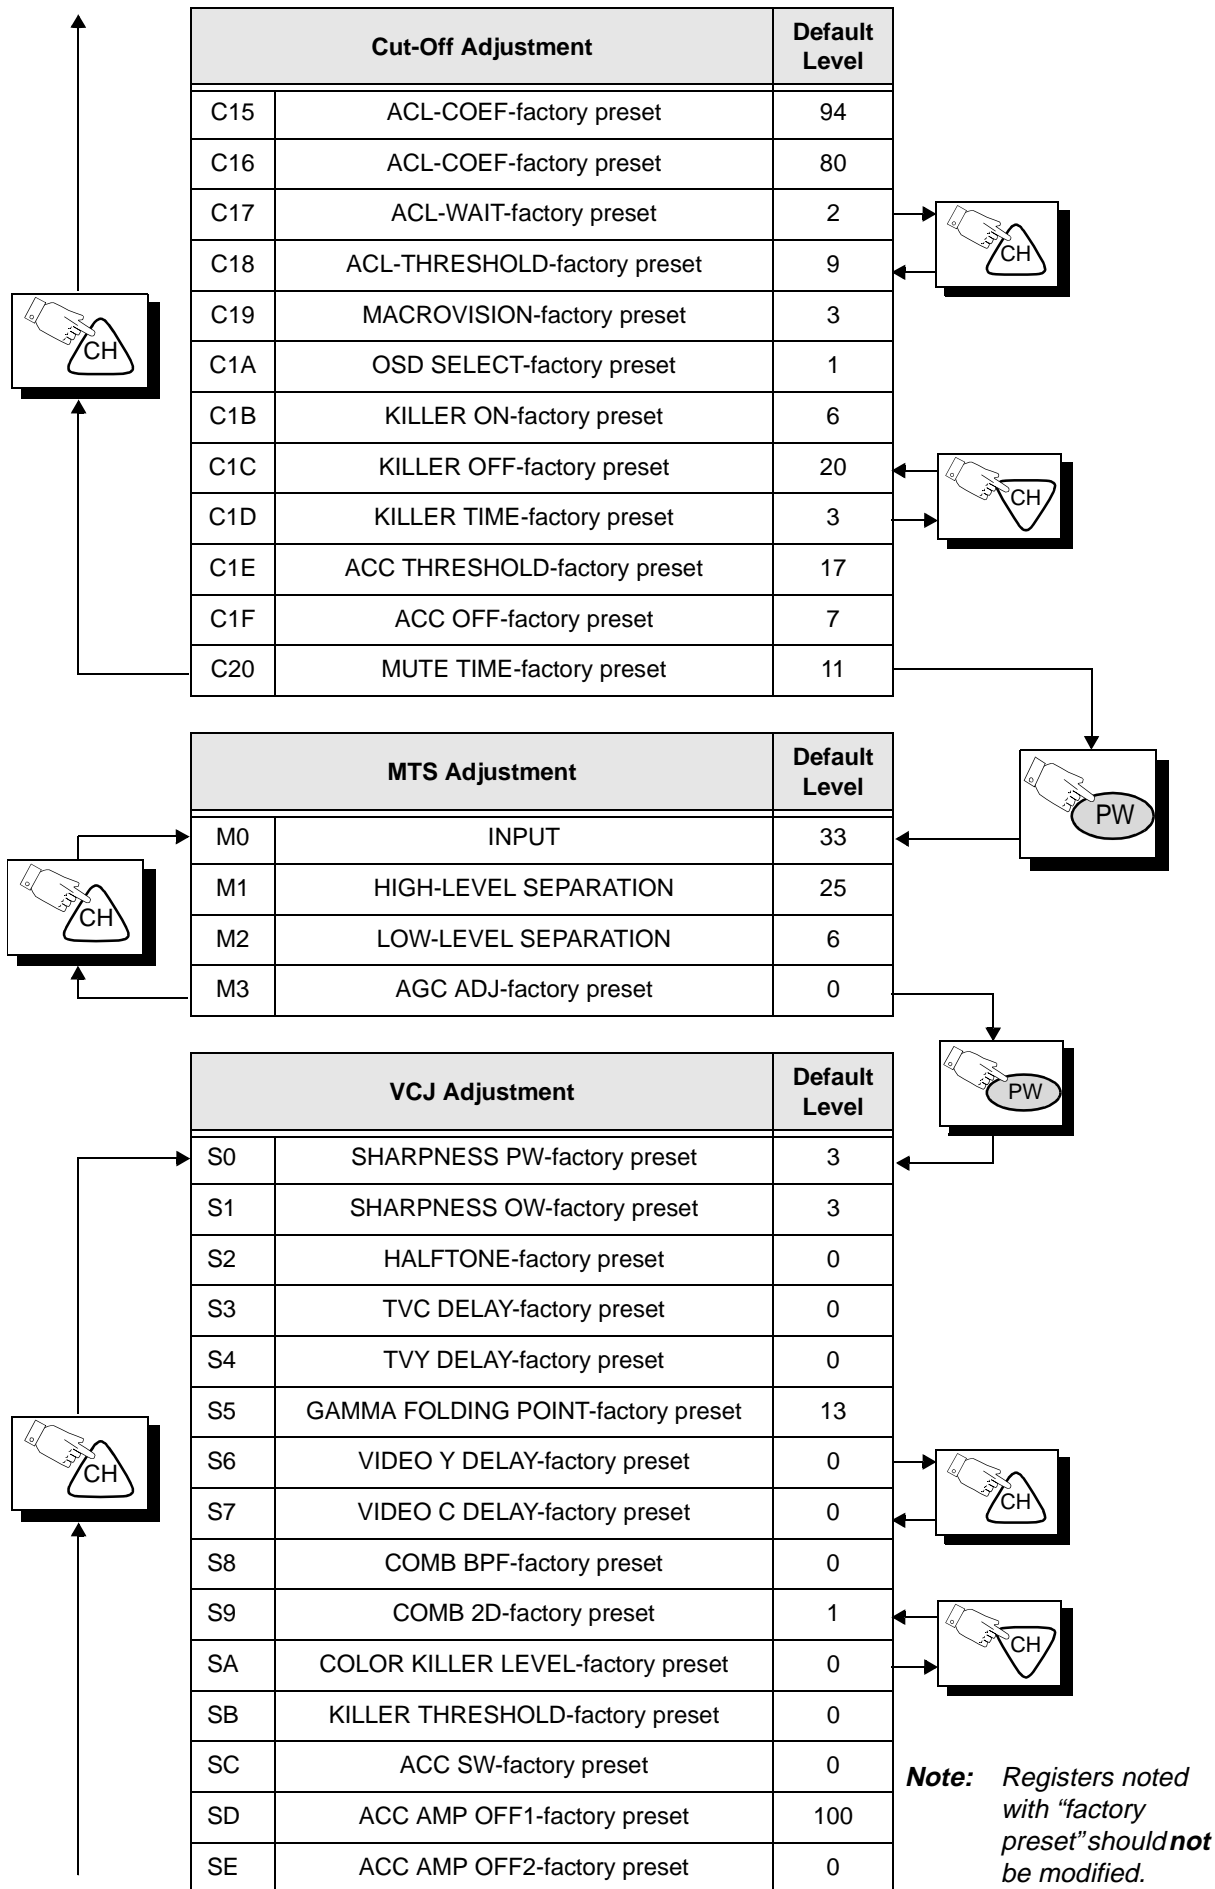 Cut-Off Adjustment Default Level
C15 ACL-COEF-factory preset 94
C16 ACL-COEF-factory preset 80
C17 ACL-WAIT-factory preset 2
CH
C18 ACL-THRESHOLD-factory preset 9
C19 MACROVISION-factory preset 3
CH
C1A OSD SELECT-factory preset 1
C1B KILLER ON-factory preset 6
C1C KILLER OFF-factory preset 20
CH
C1D KILLER TIME-factory preset 3
C1E ACC THRESHOLD-factory preset 17
C1F ACC OFF-factory preset 7
C20 MUTE TIME-factory preset 11
MTS Adjustment Default Level
PW
M0 INPUT 33
M1 HIGH-LEVEL SEPARATION 25
CH
M2 LOW-LEVEL SEPARATION 6
M3 AGC ADJ-factory preset 0
VCJ Adjustment Default Level
PW
S0 SHARPNESS PW-factory preset 3
S1 SHARPNESS OW-factory preset 3
S2 HALFTONE-factory preset 0
S3 TVC DELAY-factory preset 0
S4 TVY DELAY-factory preset 0
S5 GAMMA FOLDING POINT-factory preset 13
S6 VIDEO Y DELAY-factory preset 0
CH
CH
S7 VIDEO C DELAY-factory preset 0
S8 COMB BPF-factory preset 0
S9 COMB 2D-factory preset 1
CH
SA COLOR KILLER LEVEL-factory preset 0
SB KILLER THRESHOLD-factory preset 0
SC ACC SW-factory preset 0
SD ACC AMP OFF1-factory preset 100
SE ACC AMP OFF2-factory preset 0
Note: Registers noted
with “factory
preset” should not
be modified.